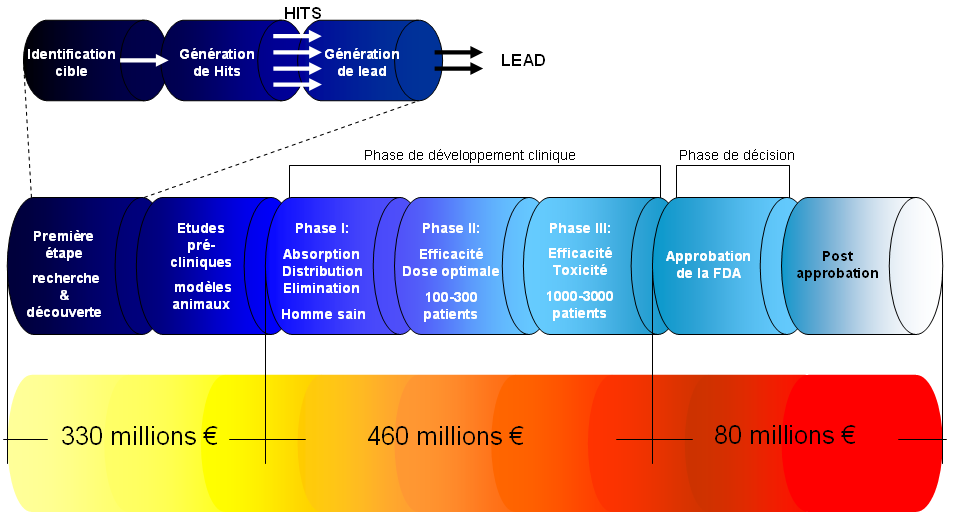 HITS
Identification
cible
Génération
de Hits
Génération
de lead
LEAD
Phase de développement clinique
Phase de décision
Première
étape
recherche
&
découverte
Etudes
pré-
cliniques
modèles
animaux
Phase I:
Absorption
Distribution
Elimination
Homme sain
Phase II:
Efficacité
Dose optimale
100-300
patients
Phase III:
Efficacité
Toxicité
1000-3000
patients
Approbation
de la FDA
Post
approbation
330 millions €
460 millions €
80 millions €